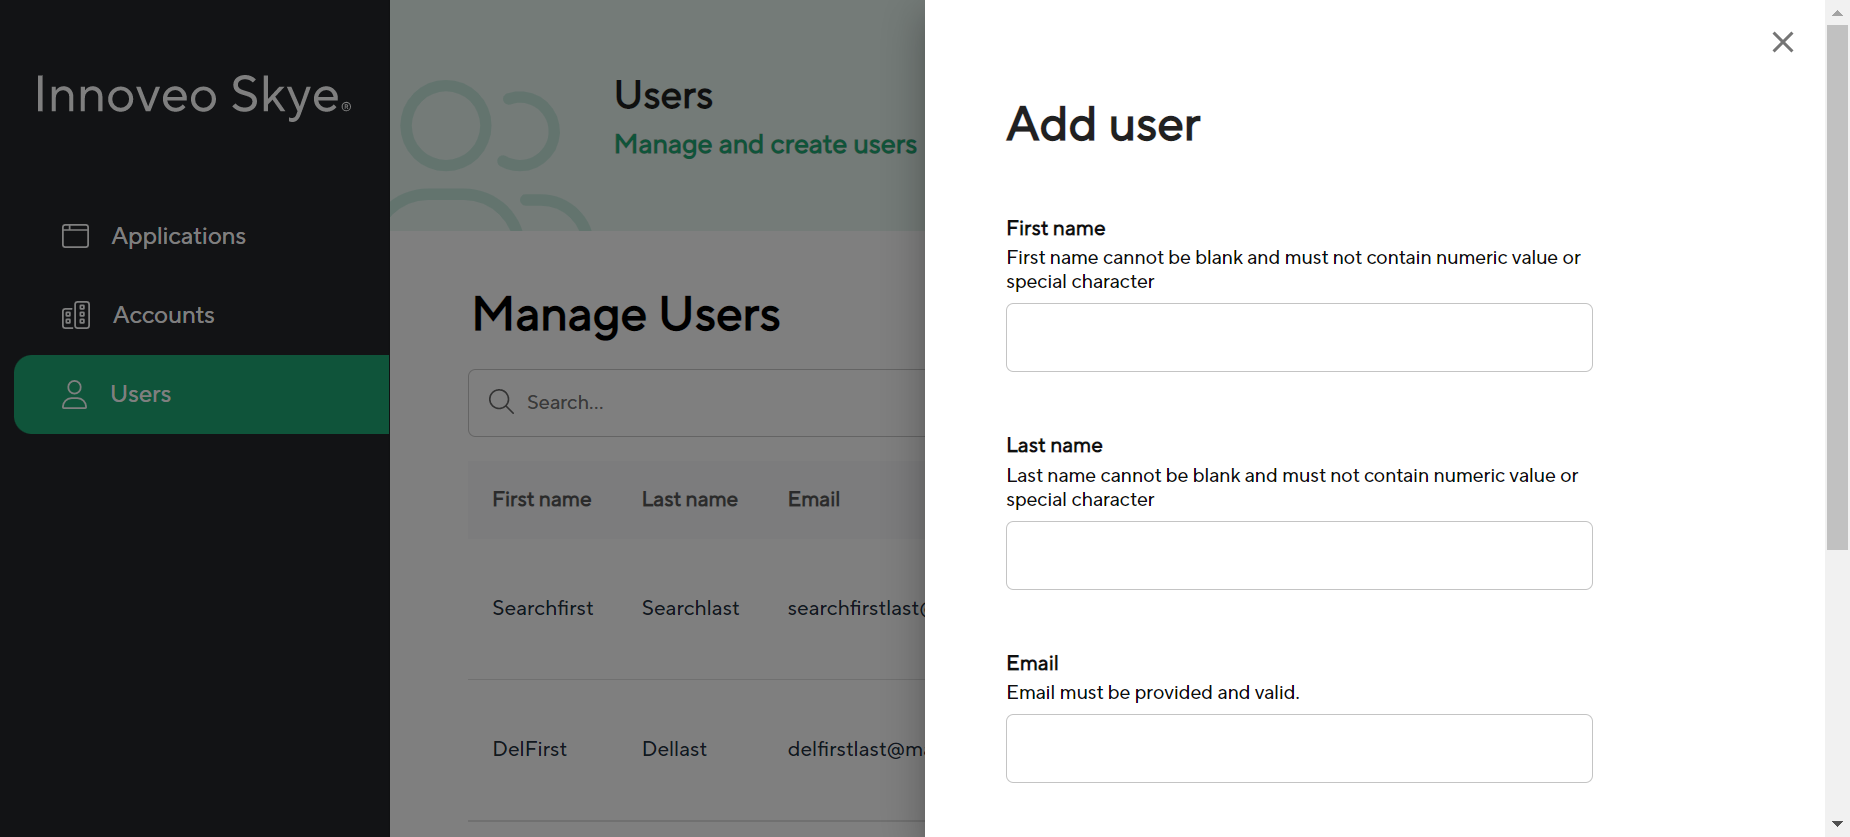 Innoveo Skye®
Applications
Accounts
Users
Users
Manage and create users
Manage Users
Search...
First name Last name Email
Searchfirst Searchlast searchfirstlast@
DelFirst Dellast delfirstlast@ma
Add user
First name
First name cannot be blank and must not contain numeric value or
special character
Last name
Last name cannot be blank and must not contain numeric value or
special character
Email
Email must be provided and valid.